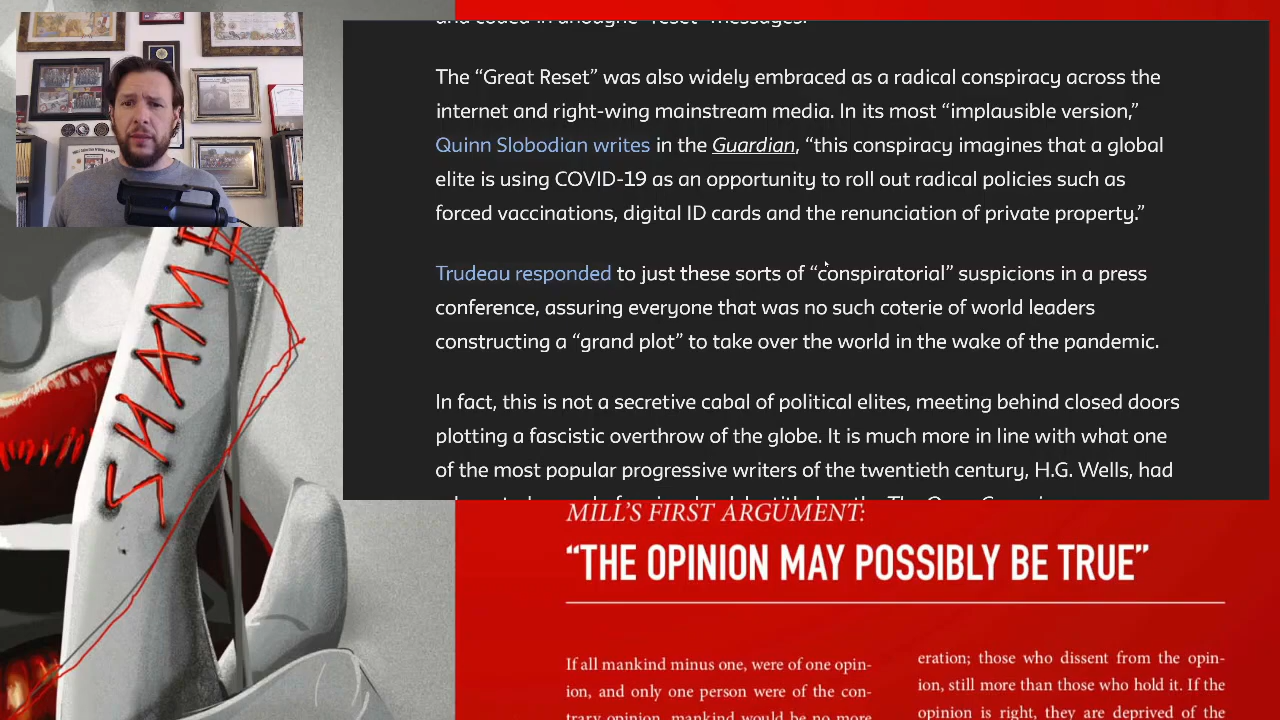 The “Great Reset” was also widely embraced as a radical conspiracy across the
internet and right-wing mainstream media. In its most “implausible version,”
Quinn Slobodian writes in the Guardian, “this conspiracy imagines that a global
elite is using COVID-19 as an opportunity to roll out radical policies such as
forced vaccinations, digital ID cards and the renunciation of private property.”
Trudeau responded to just these sorts of “conspiratorial” suspicions in a press
conference, assuring everyone that was no such coterie of world leaders
constructing a “grand plot” to take over the world in the wake of the pandemic.
In fact, this is not a secretive cabal of political elites, meeting behind closed doors
plotting a fascistic overthrow of the globe. It is much more in line with what one
of the most popular progressive writers of the twentieth century, H.G. Wells, had
SHAME
MILL’S FIRST ARGUMENT:
“THE OPINION MAY POSSIBLY BE TRUE”
If all mankind minus one, were of one opin-
ion, and only one person were of the con-
trary opinion, mankind would be no more
eration; those who dissent from the opin-
ion, still more than those who hold it. If the
opinion is right, they are deprived of the